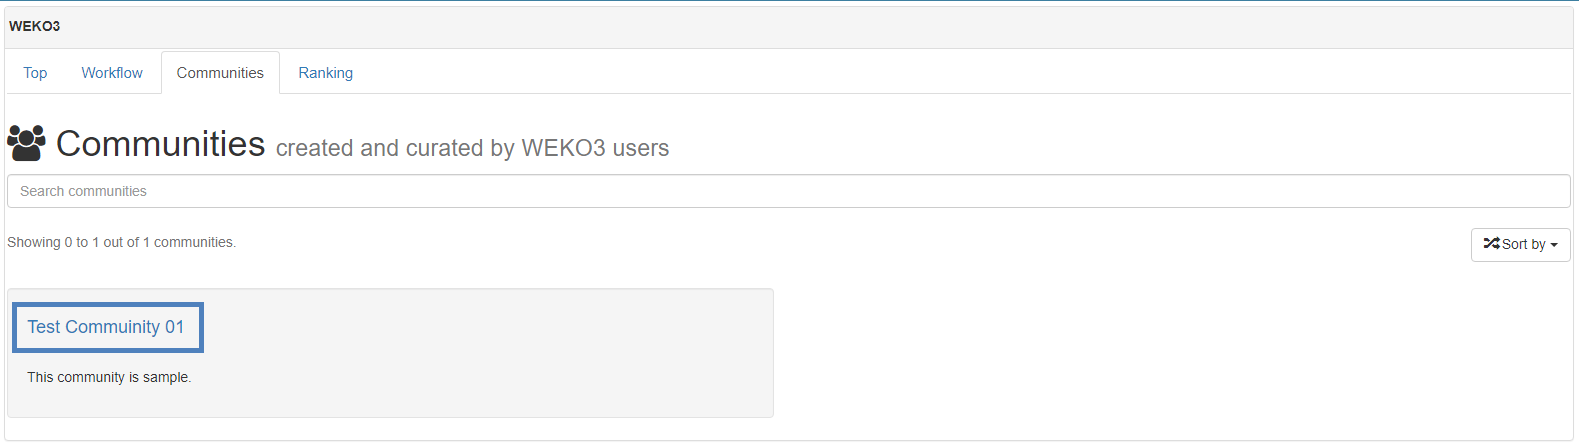 WEKO3
Top Workflow Communities Ranking
Communities created and curated by WEKO3 users
Search communities
Showing 0 to 1 out of 1 communities.
Sort by
Test Commuinity 01
This community is sample.